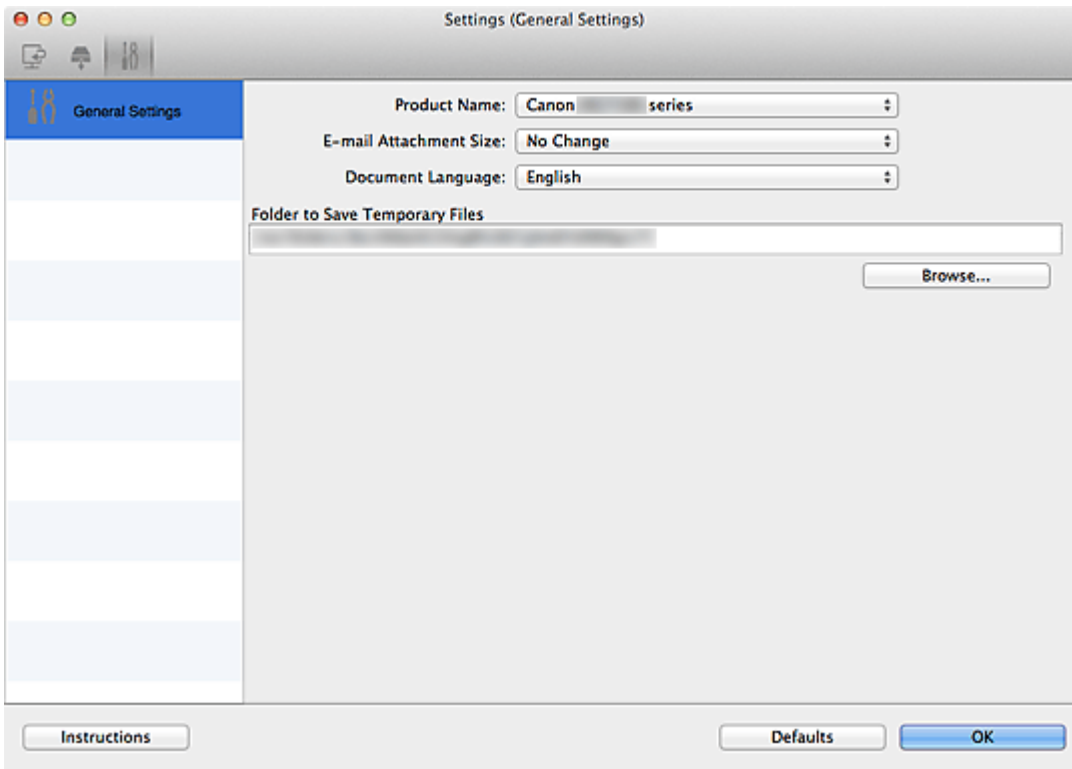 Settings (General Settings)
General Settings
Product Name: Canon series
E-mail Attachment Size: No Change
Document Language: English
Folder to Save Temporary Files
Browse...
Instructions Defaults OK